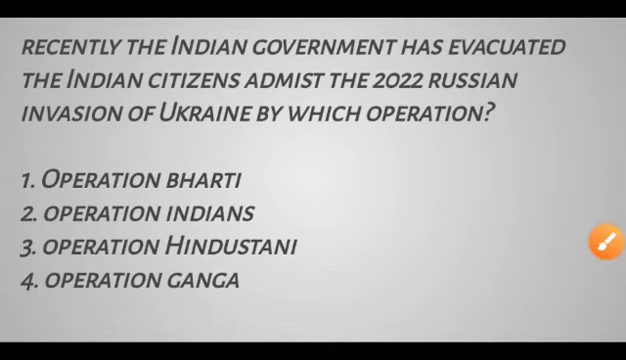 RECENTLY THE INDIAN GOVERNMENT HAS EVACUATED
THE INDIAN CITIZENS ADMIST THE 2022 RUSSIAN
INVASION OF UKRAINE BY WHICH OPERATION?
1. OPERATION BHARTI
2. OPERATION INDIANS
3. OPERATION HINDUSTANI
4. OPERATION GANGA